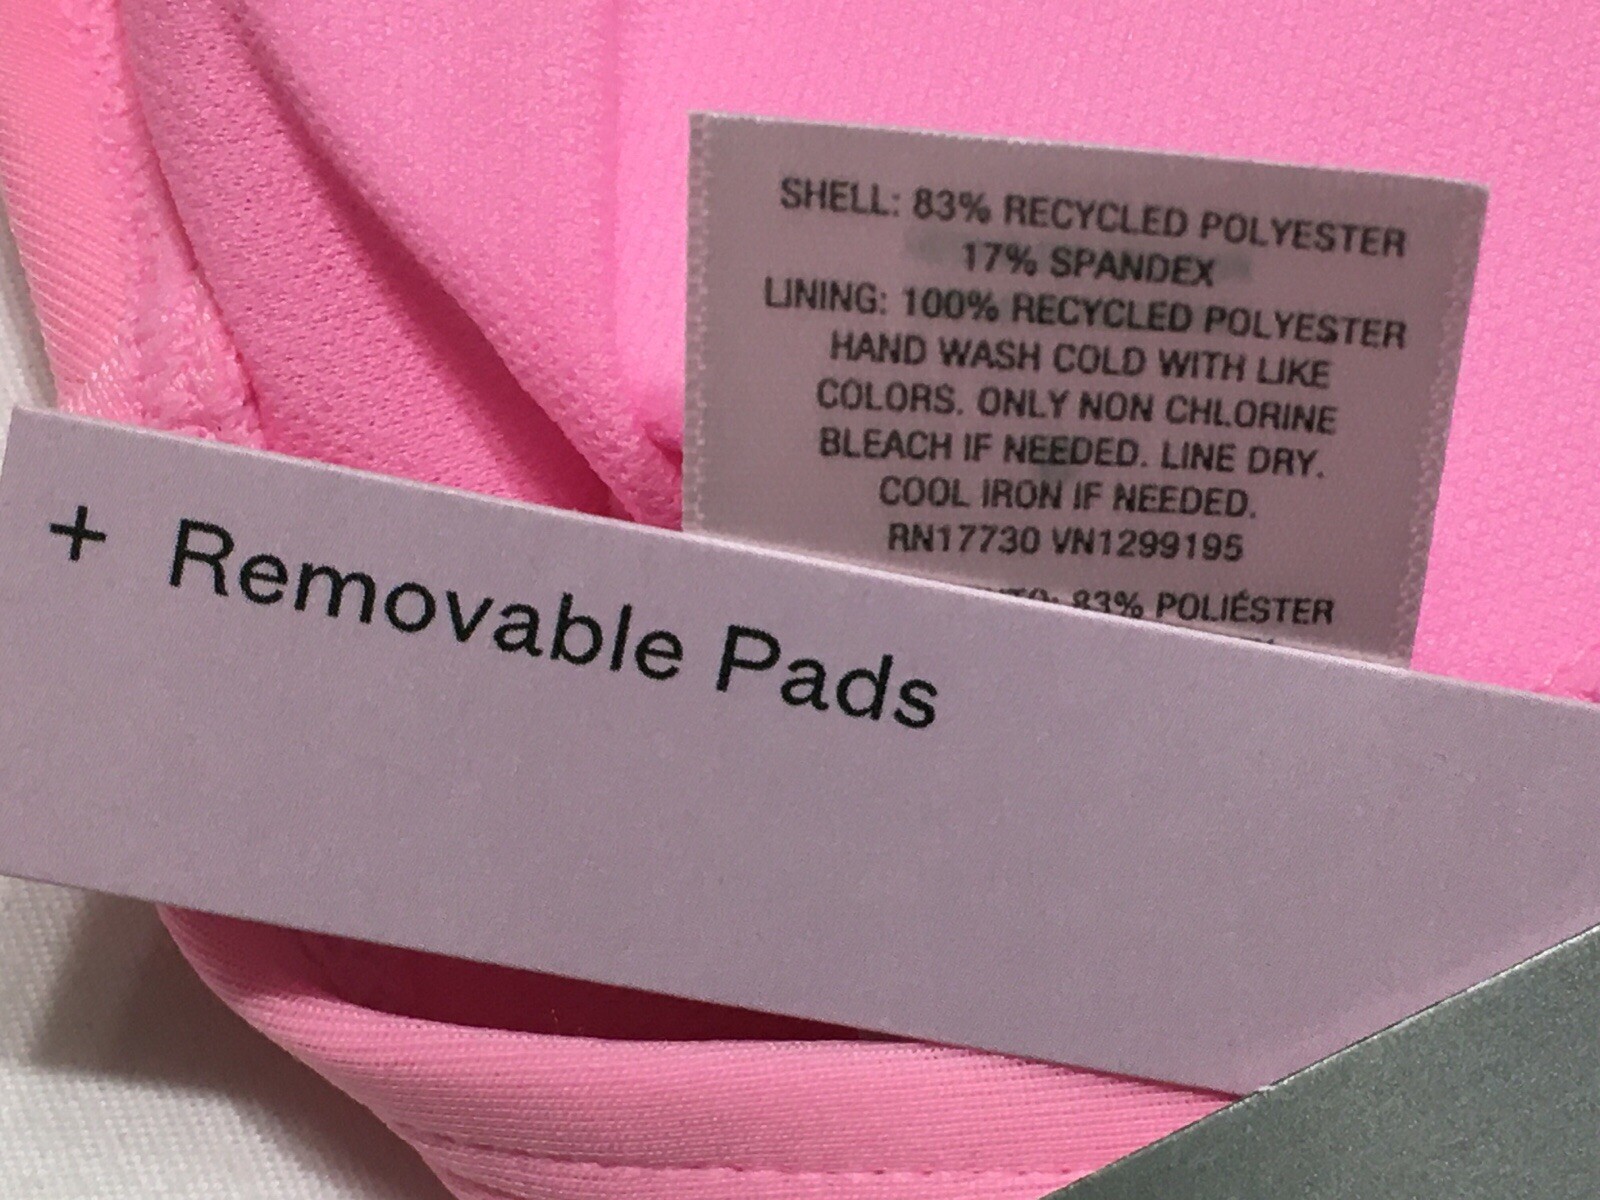 SHELL: 83% RECYCLED POLYESTER
17% SPANDEX
LINING: 100% RECYCLED POLYESTER
HAND WASH COLD WITH LIKE
COLORS. ONLY NON CHLORINE
BLEACH IF NEEDED. LINE DRY.
COOL IRON IF NEEDED.
RN17730 VN1299195
83% POLIÉSTER
+ Removable Pads